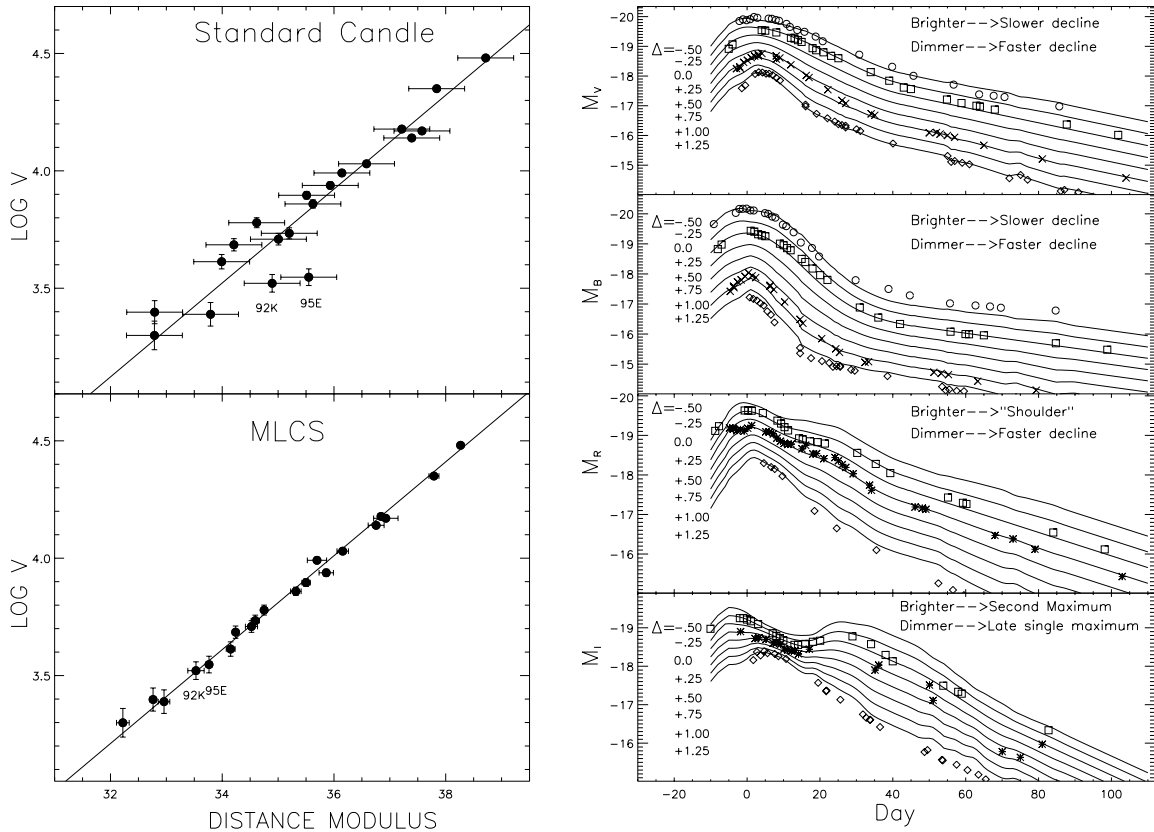 Standard Candle
4.5
4.0
3.5
LOG V
92K
95E
MLCS
4.5
4.0
3.5
LOG V
92K
95E
32
34
36
38
DISTANCE MODULUS
-20
-19
-18
-17
-16
-15
M_V
Brighter-->Slower decline
Dimmer-->Faster decline
Δ=-.50
-.25
0.0
+.25
+.50
+.75
+1.00
+1.25
-20
-19
-18
-17
-16
-15
M_B
Brighter-->Slower decline
Dimmer-->Faster decline
Δ=-.50
-.25
0.0
+.25
+.50
+.75
+1.00
+1.25
-20
-19
-18
-17
-16
M_R
Brighter-->"Shoulder"
Dimmer-->Faster decline
Δ=-.50
-.25
0.0
+.25
+.50
+.75
+1.00
+1.25
-19
-18
-17
-16
M_I
Brighter-->Second Maximum
Dimmer-->Late single maximum
Δ=-.50
-.25
0.0
+.25
+.50
+.75
+1.00
+1.25
-20
0
20
40
60
80
100
Day